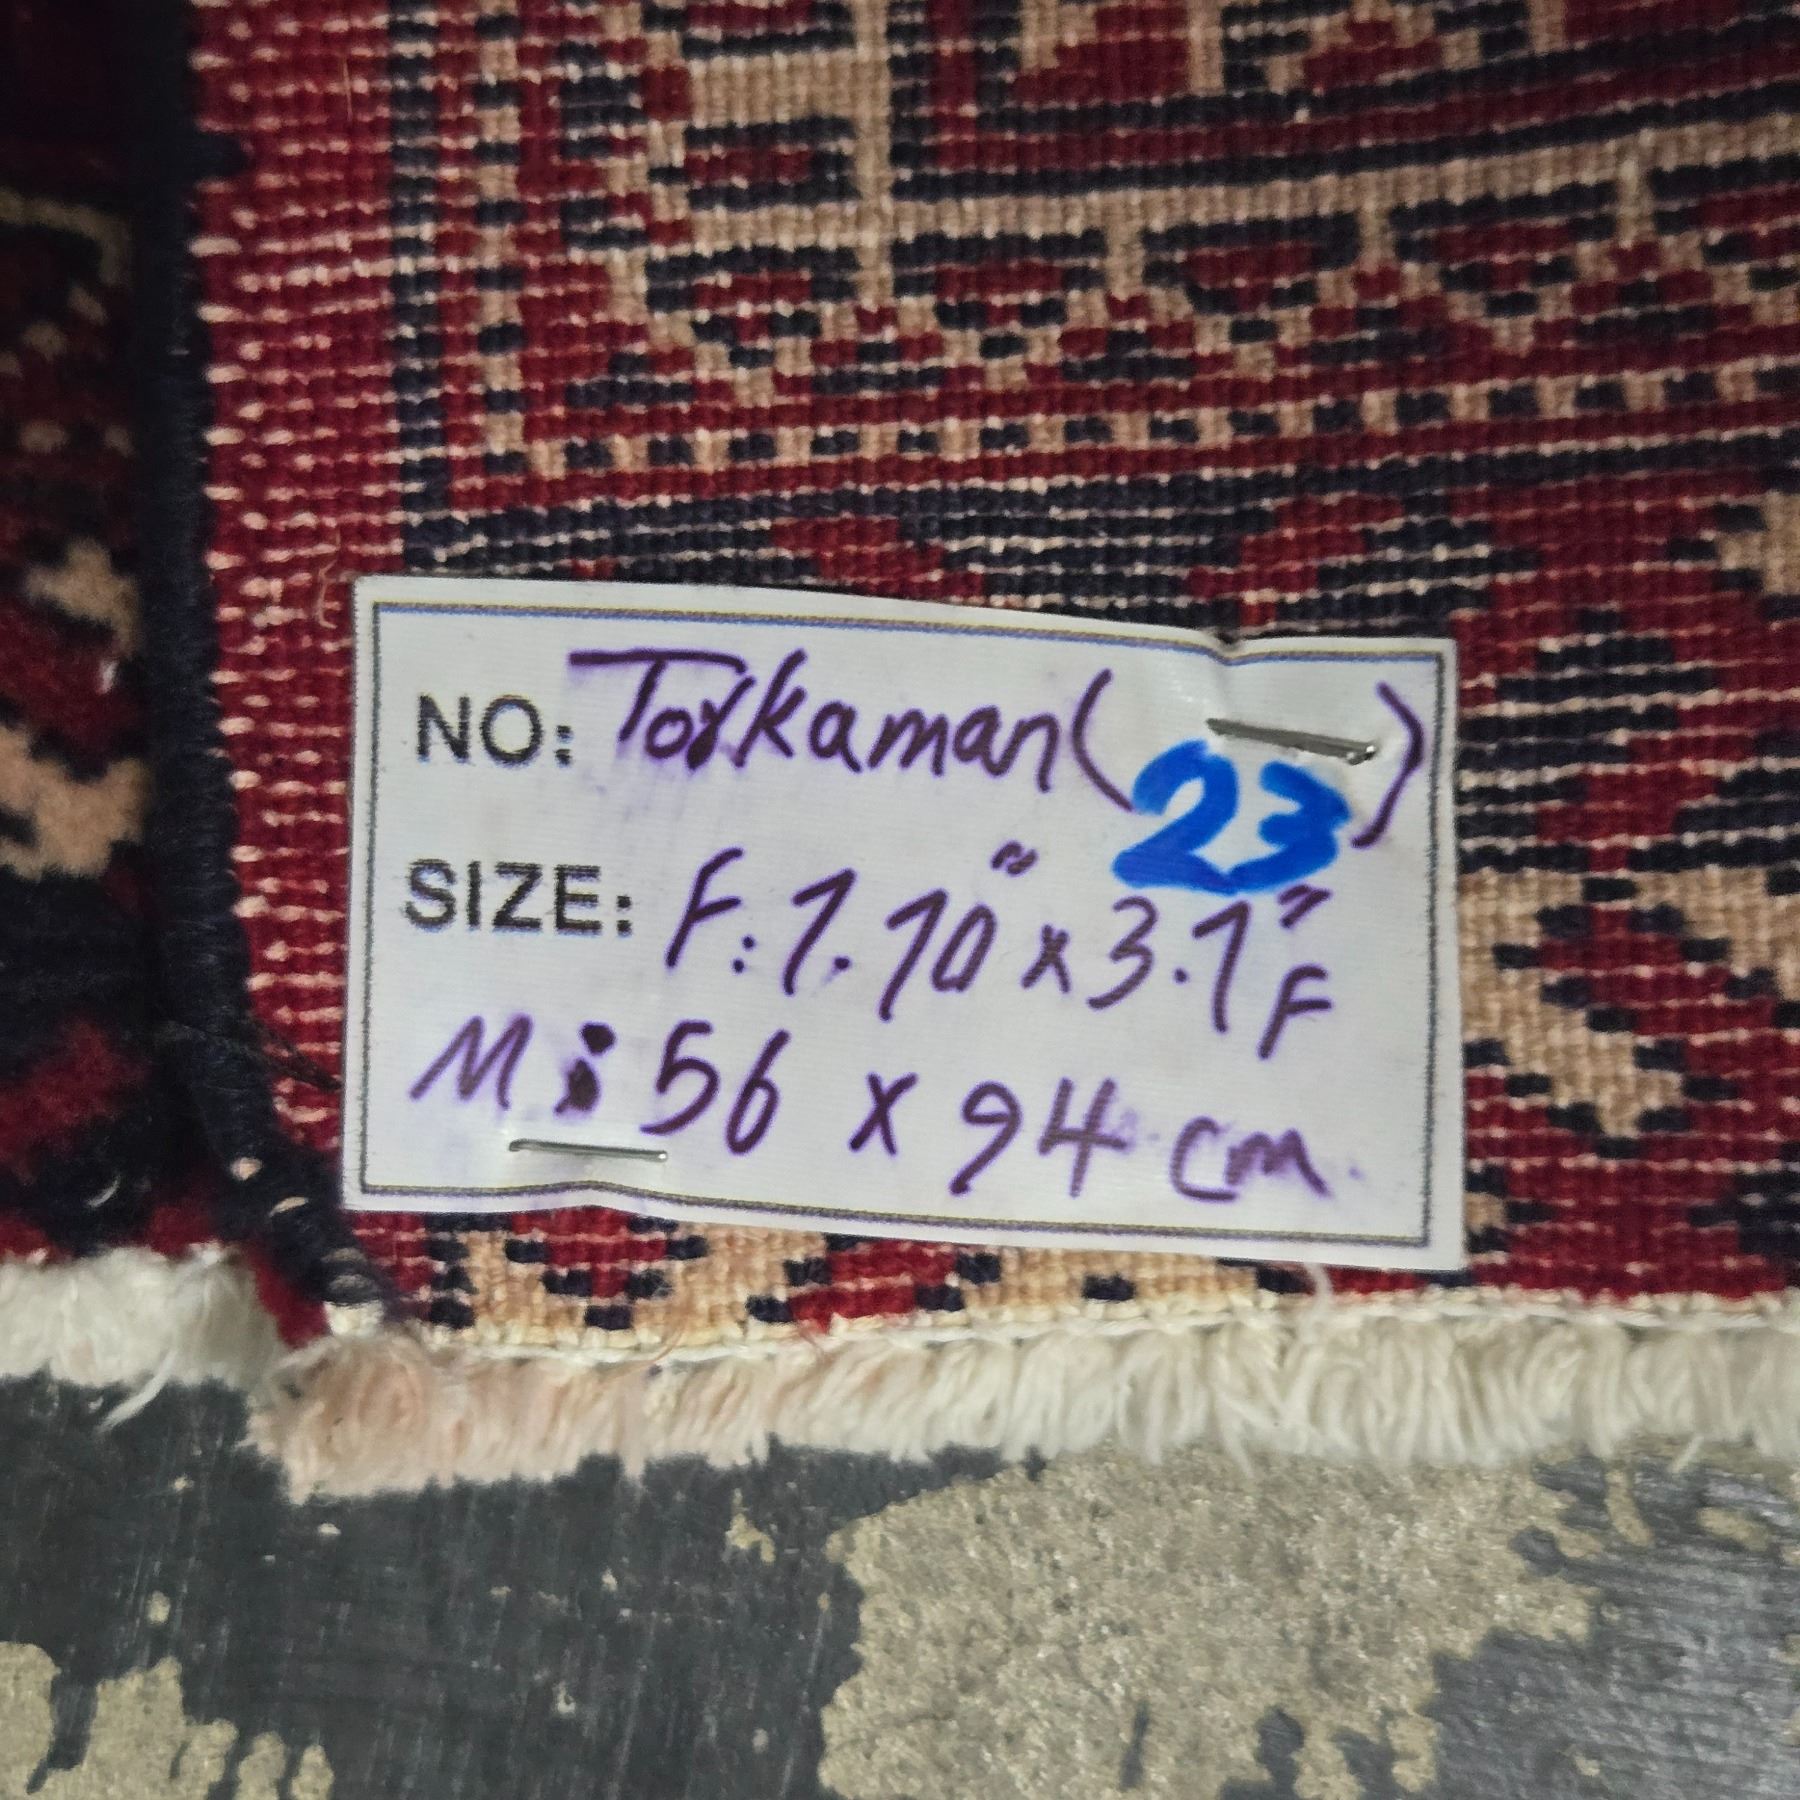 NO: Torkaman (23)
SIZE: F: 1.10" x 3.1" F
M: 56 x 94 cm.